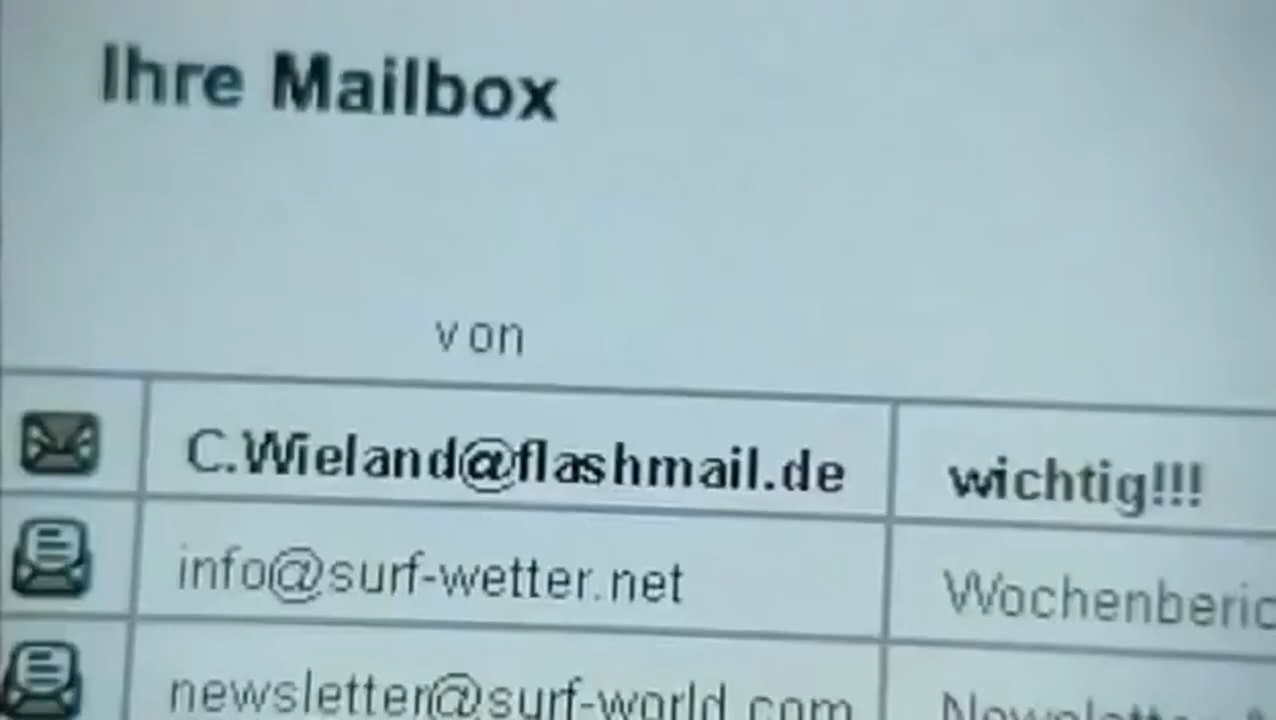 Ihre Mailbox
von
C.Wieland@flashmail.de wichtig!!!
info@surf-wetter.net
newsletter@surf-world.com